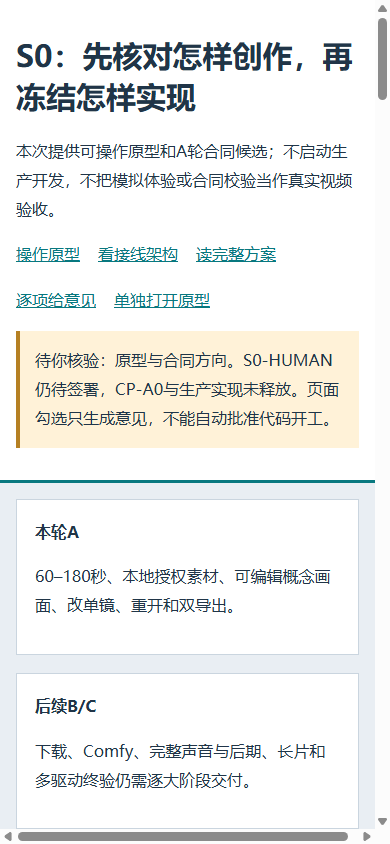 S0：先核对怎样创作，再
冻结怎样实现
本次提供可操作原型和A轮合同候选；不启动生
产开发，不把模拟体验或合同校验当作真实视频
验收。
操作原型 看接线架构 读完整方案
逐项给意见 单独打开原型
待你核验：原型与合同方向。S0-HUMAN
仍待签署，CP-A0与生产实现未释放。页面
勾选只生成意见，不能自动批准代码开工。
本轮A
60–180秒、本地授权素材、可编辑概念画
面、改单镜、重开和双导出。
后续B/C
下载、Comfy、完整声音与后期、长片和
多驱动终验仍需逐大阶段交付。